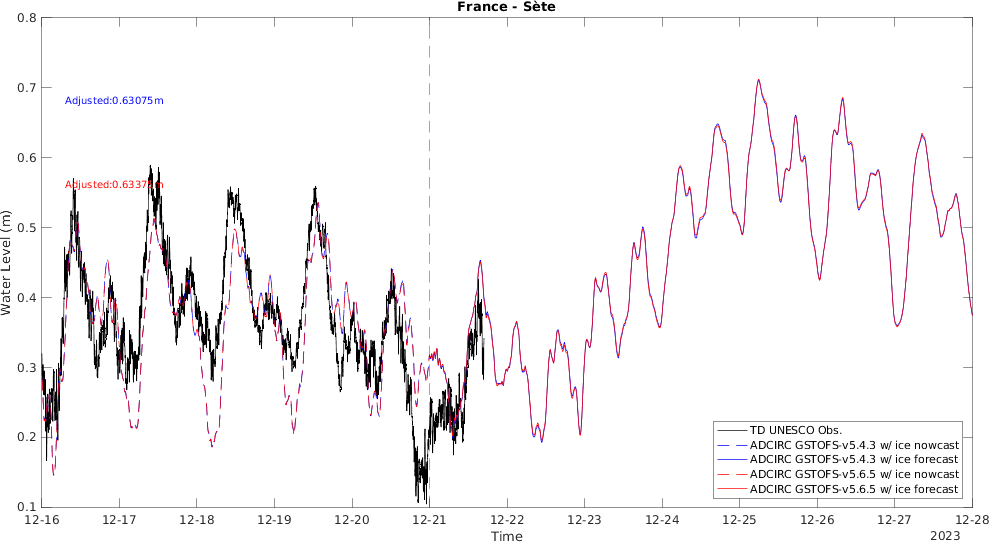 France - Sète
Water Level (m)
0.8
0.7
0.6
0.5
0.4
0.3
0.2
0.1
Adjusted:0.63075m
TD UNESCO Obs.
ADCIRC GSTOFS-v5.4.3 w/ ice nowcast
ADCIRC GSTOFS-v5.4.3 w/ ice forecast
ADCIRC GSTOFS-v5.6.5 w/ ice nowcast
ADCIRC GSTOFS-v5.6.5 w/ ice forecast
12-16 12-17 12-18 12-19 12-20 12-21 12-22 12-23 12-24 12-25 12-26 12-27 12-28
Time
2023